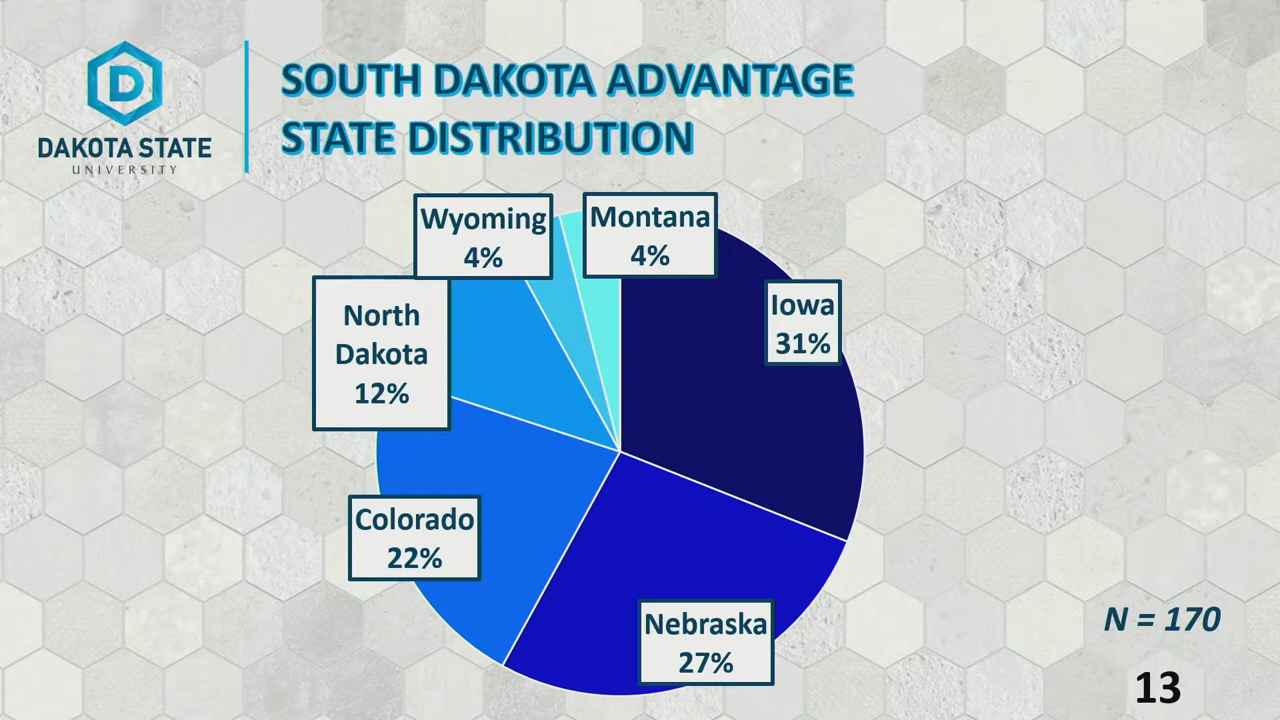 DAKOTA STATE
UNIVERSITY
SOUTH DAKOTA ADVANTAGE
STATE DISTRIBUTION
Wyoming
4%
Montana
4%
Iowa
31%
North
Dakota
12%
Colorado
22%
Nebraska
27%
N = 170
13